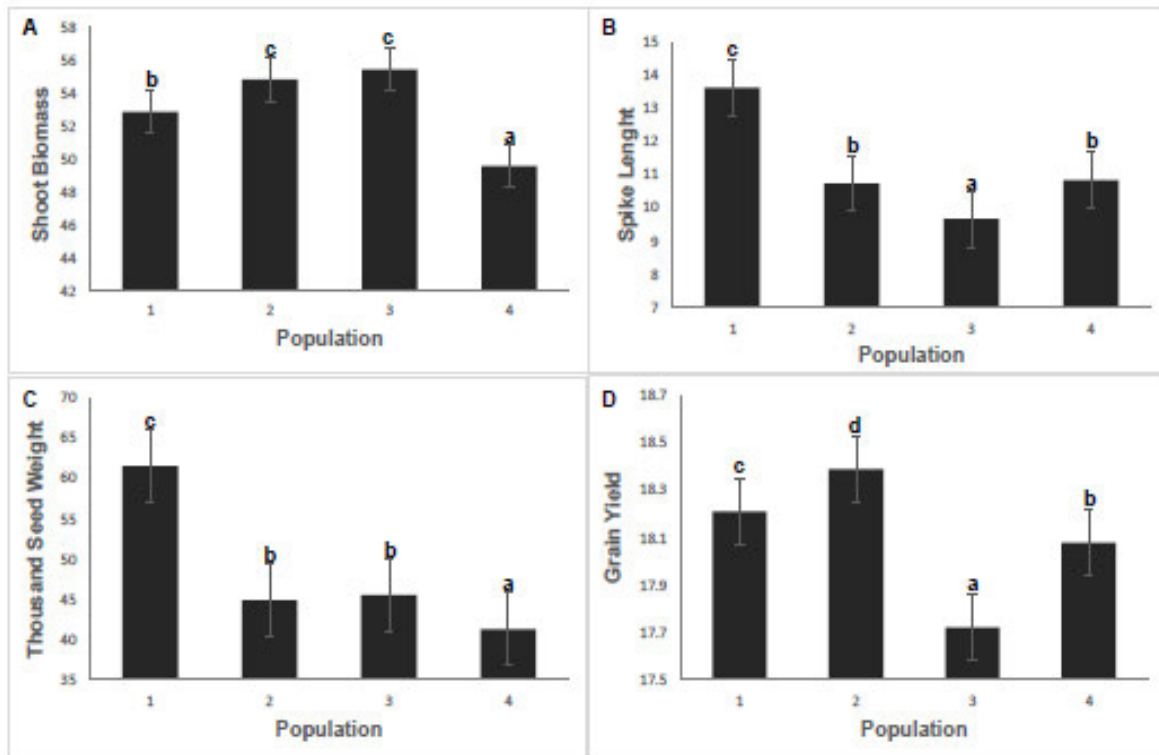 A
58
56
54
52
50
48
46
44
42
Shoot Biomass
b
c
c
a
1 2 3 4
Population
B
15
14
13
12
11
10
9
8
7
Spike Lenght
c
b
a
b
1 2 3 4
Population
C
70
65
60
55
50
45
40
35
Thousand Seed Weight
c
b
b
a
1 2 3 4
Population
D
18.7
18.5
18.3
18.1
17.9
17.7
17.5
Grain Yield
c
d
a
b
1 2 3 4
Population